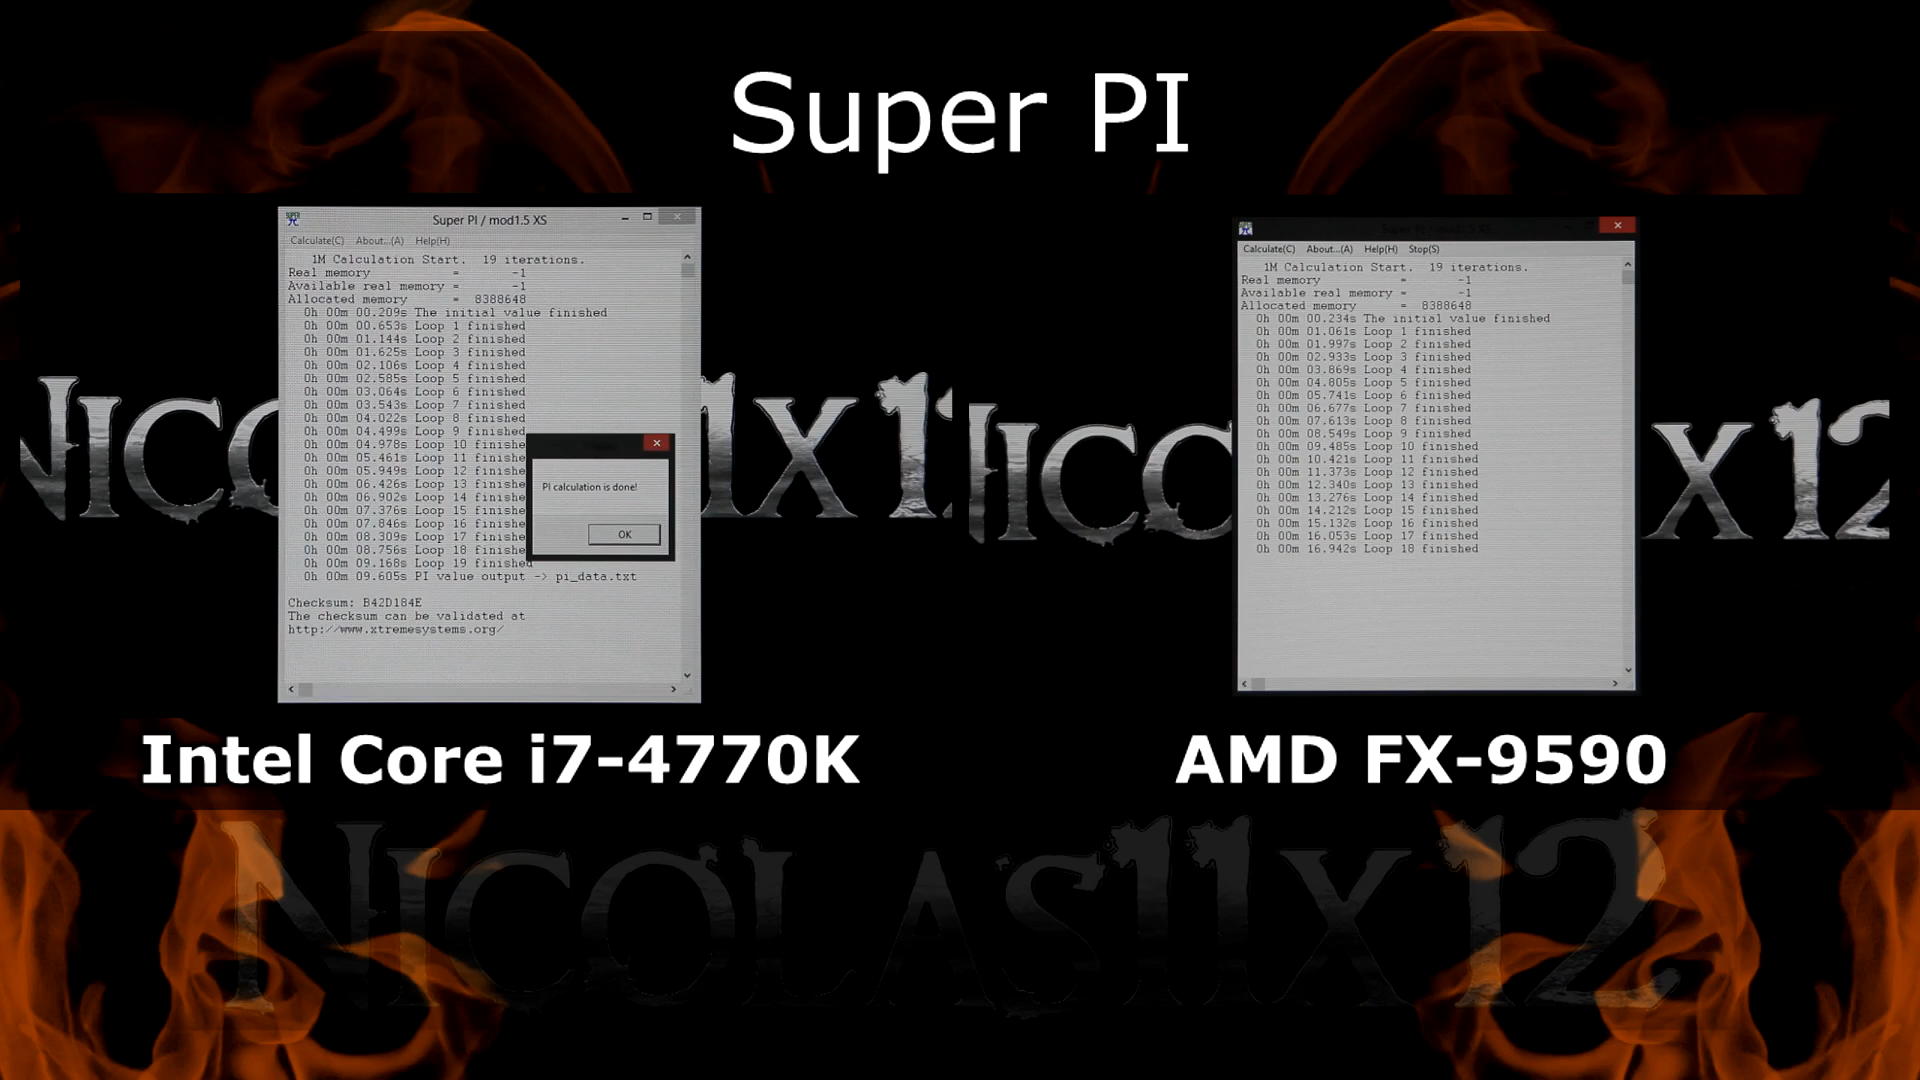 Super PI
Super PI / mod1.5 XS
Calculate(C) About...(A) Help(H)
1M Calculation Start. 19 iterations.
Real memory = -1
Available real memory = -1
Allocated memory = 8388648
0h 00m 00.209s The initial value finished
0h 00m 00.653s Loop 1 finished
0h 00m 01.144s Loop 2 finished
0h 00m 01.625s Loop 3 finished
0h 00m 02.106s Loop 4 finished
0h 00m 02.585s Loop 5 finished
0h 00m 03.064s Loop 6 finished
0h 00m 03.543s Loop 7 finished
0h 00m 04.022s Loop 8 finished
0h 00m 04.499s Loop 9 finished
0h 00m 04.978s Loop 10 finishe
0h 00m 05.461s Loop 11 finishe
0h 00m 05.949s Loop 12 finishe
0h 00m 06.426s Loop 13 finishe
0h 00m 06.902s Loop 14 finishe
0h 00m 07.376s Loop 15 finishe
0h 00m 07.846s Loop 16 finishe
0h 00m 08.309s Loop 17 finishe
0h 00m 08.756s Loop 18 finishe
0h 00m 09.168s Loop 19 finished
0h 00m 09.605s PI value output -> pi_data.txt
Checksum: B42D184E
The checksum can be validated at
http://www.xtremesystems.org/
PI calculation is done!
OK
Super PI / mod1.5 XS
Calculate(C) About...(A) Help(H) Stop(S)
1M Calculation Start. 19 iterations.
Real memory = -1
Available real memory = -1
Allocated memory = 8388648
0h 00m 00.234s The initial value finished
0h 00m 01.061s Loop 1 finished
0h 00m 01.997s Loop 2 finished
0h 00m 02.933s Loop 3 finished
0h 00m 03.869s Loop 4 finished
0h 00m 04.805s Loop 5 finished
0h 00m 05.741s Loop 6 finished
0h 00m 06.677s Loop 7 finished
0h 00m 07.613s Loop 8 finished
0h 00m 08.549s Loop 9 finished
0h 00m 09.485s Loop 10 finished
0h 00m 10.421s Loop 11 finished
0h 00m 11.373s Loop 12 finished
0h 00m 12.340s Loop 13 finished
0h 00m 13.276s Loop 14 finished
0h 00m 14.212s Loop 15 finished
0h 00m 15.132s Loop 16 finished
0h 00m 16.053s Loop 17 finished
0h 00m 16.942s Loop 18 finished
Intel Core i7-4770K
AMD FX-9590
NICOLAS11X12